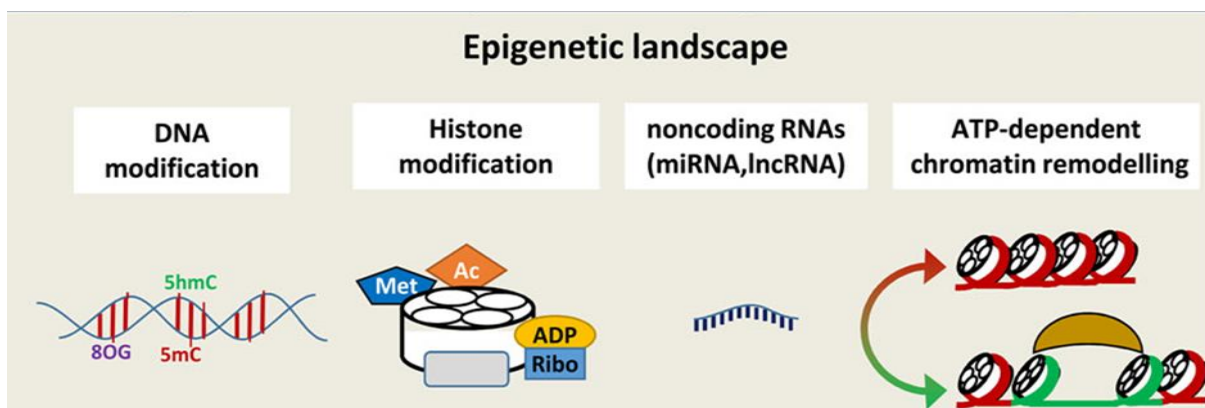 Epigenetic landscape
DNA
modification
Histone
modification
noncoding RNAs
(miRNA,lncRNA)
ATP-dependent
chromatin remodelling
5hmC
8OG
5mC
Met
Ac
ADP
Ribo